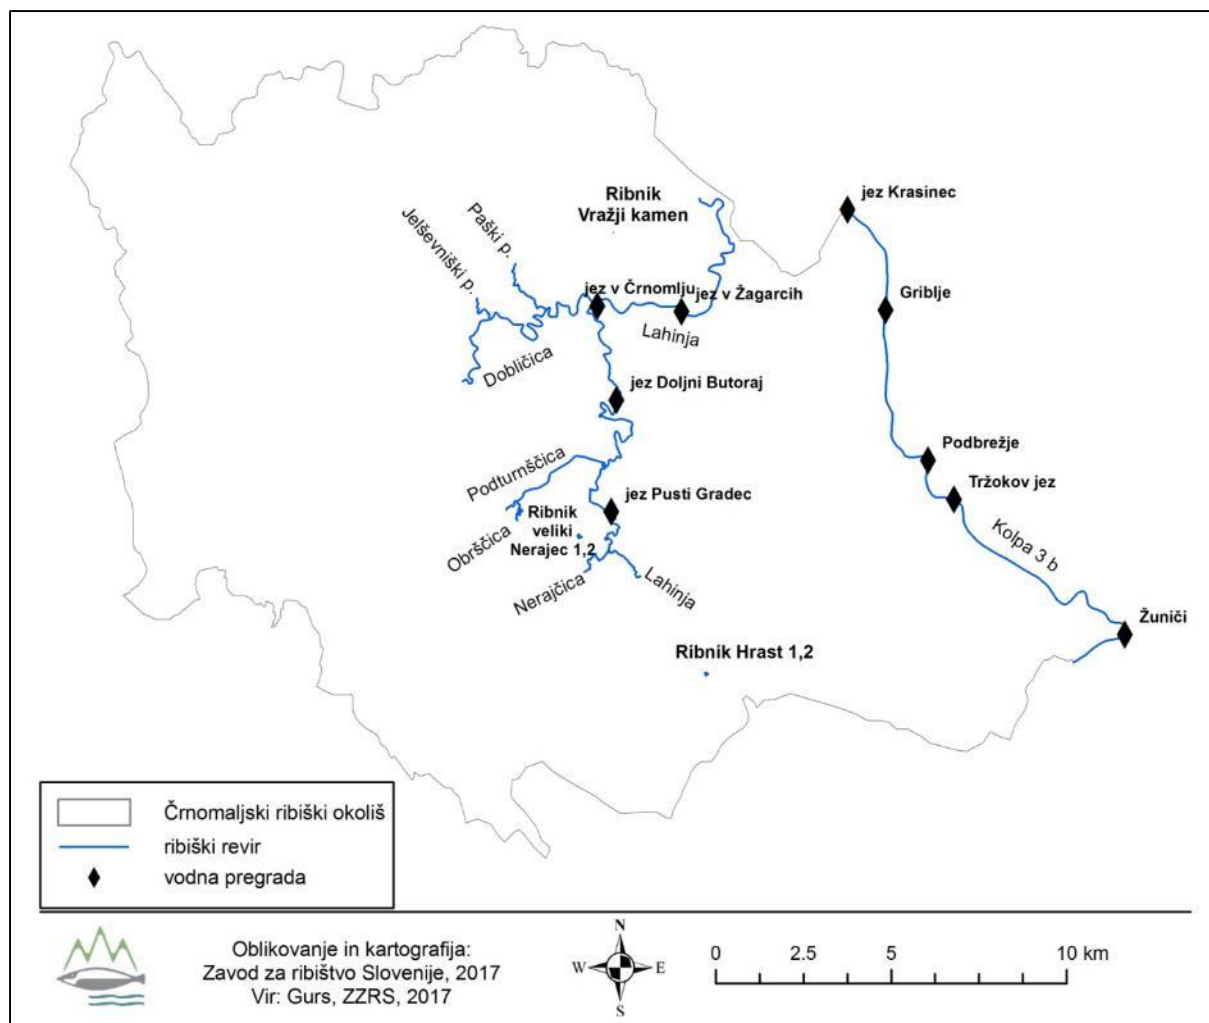 Ribnik
Vražji kamen
jez Krasinec
Paški p.
Jelševniški p.
jez v Črnomlju
jez v Žagarcih
Griblje
Lahinja
Dobličica
jez Doljni Butoraj
Podbrežje
Podturnščica
Tržokov jez
jez Pusti Gradec
Ribnik
veliki
Nerajec 1,2
Obrščica
Kolpa 3 b
Nerajčica
Lahinja
Žuniči
Ribnik Hrast 1,2
Črnomaljski ribiški okoliš
ribiški revir
vodna pregrada
Oblikovanje in kartografija:
Zavod za ribištvo Slovenije, 2017
Vir: Gurs, ZZRS, 2017
N
W E
S
0 2.5 5 10 km